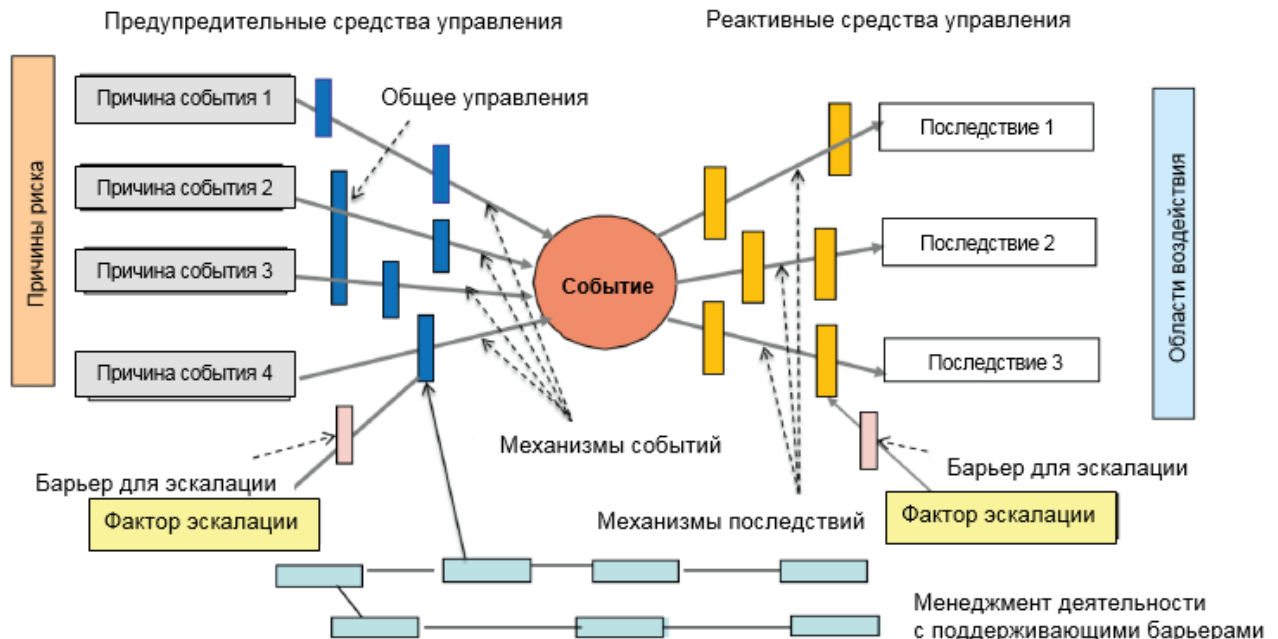 Предупредительные средства управления
Реактивные средства управления
Причины риска
Причина события 1
Причина события 2
Причина события 3
Причина события 4
Общее управления
Событие
Последствие 1
Последствие 2
Последствие 3
Области воздействия
Механизмы событий
Барьер для эскалации
Фактор эскалации
Механизмы последствий
Барьер для эскалации
Фактор эскалации
Менеджмент деятельности
с поддерживающими барьерами